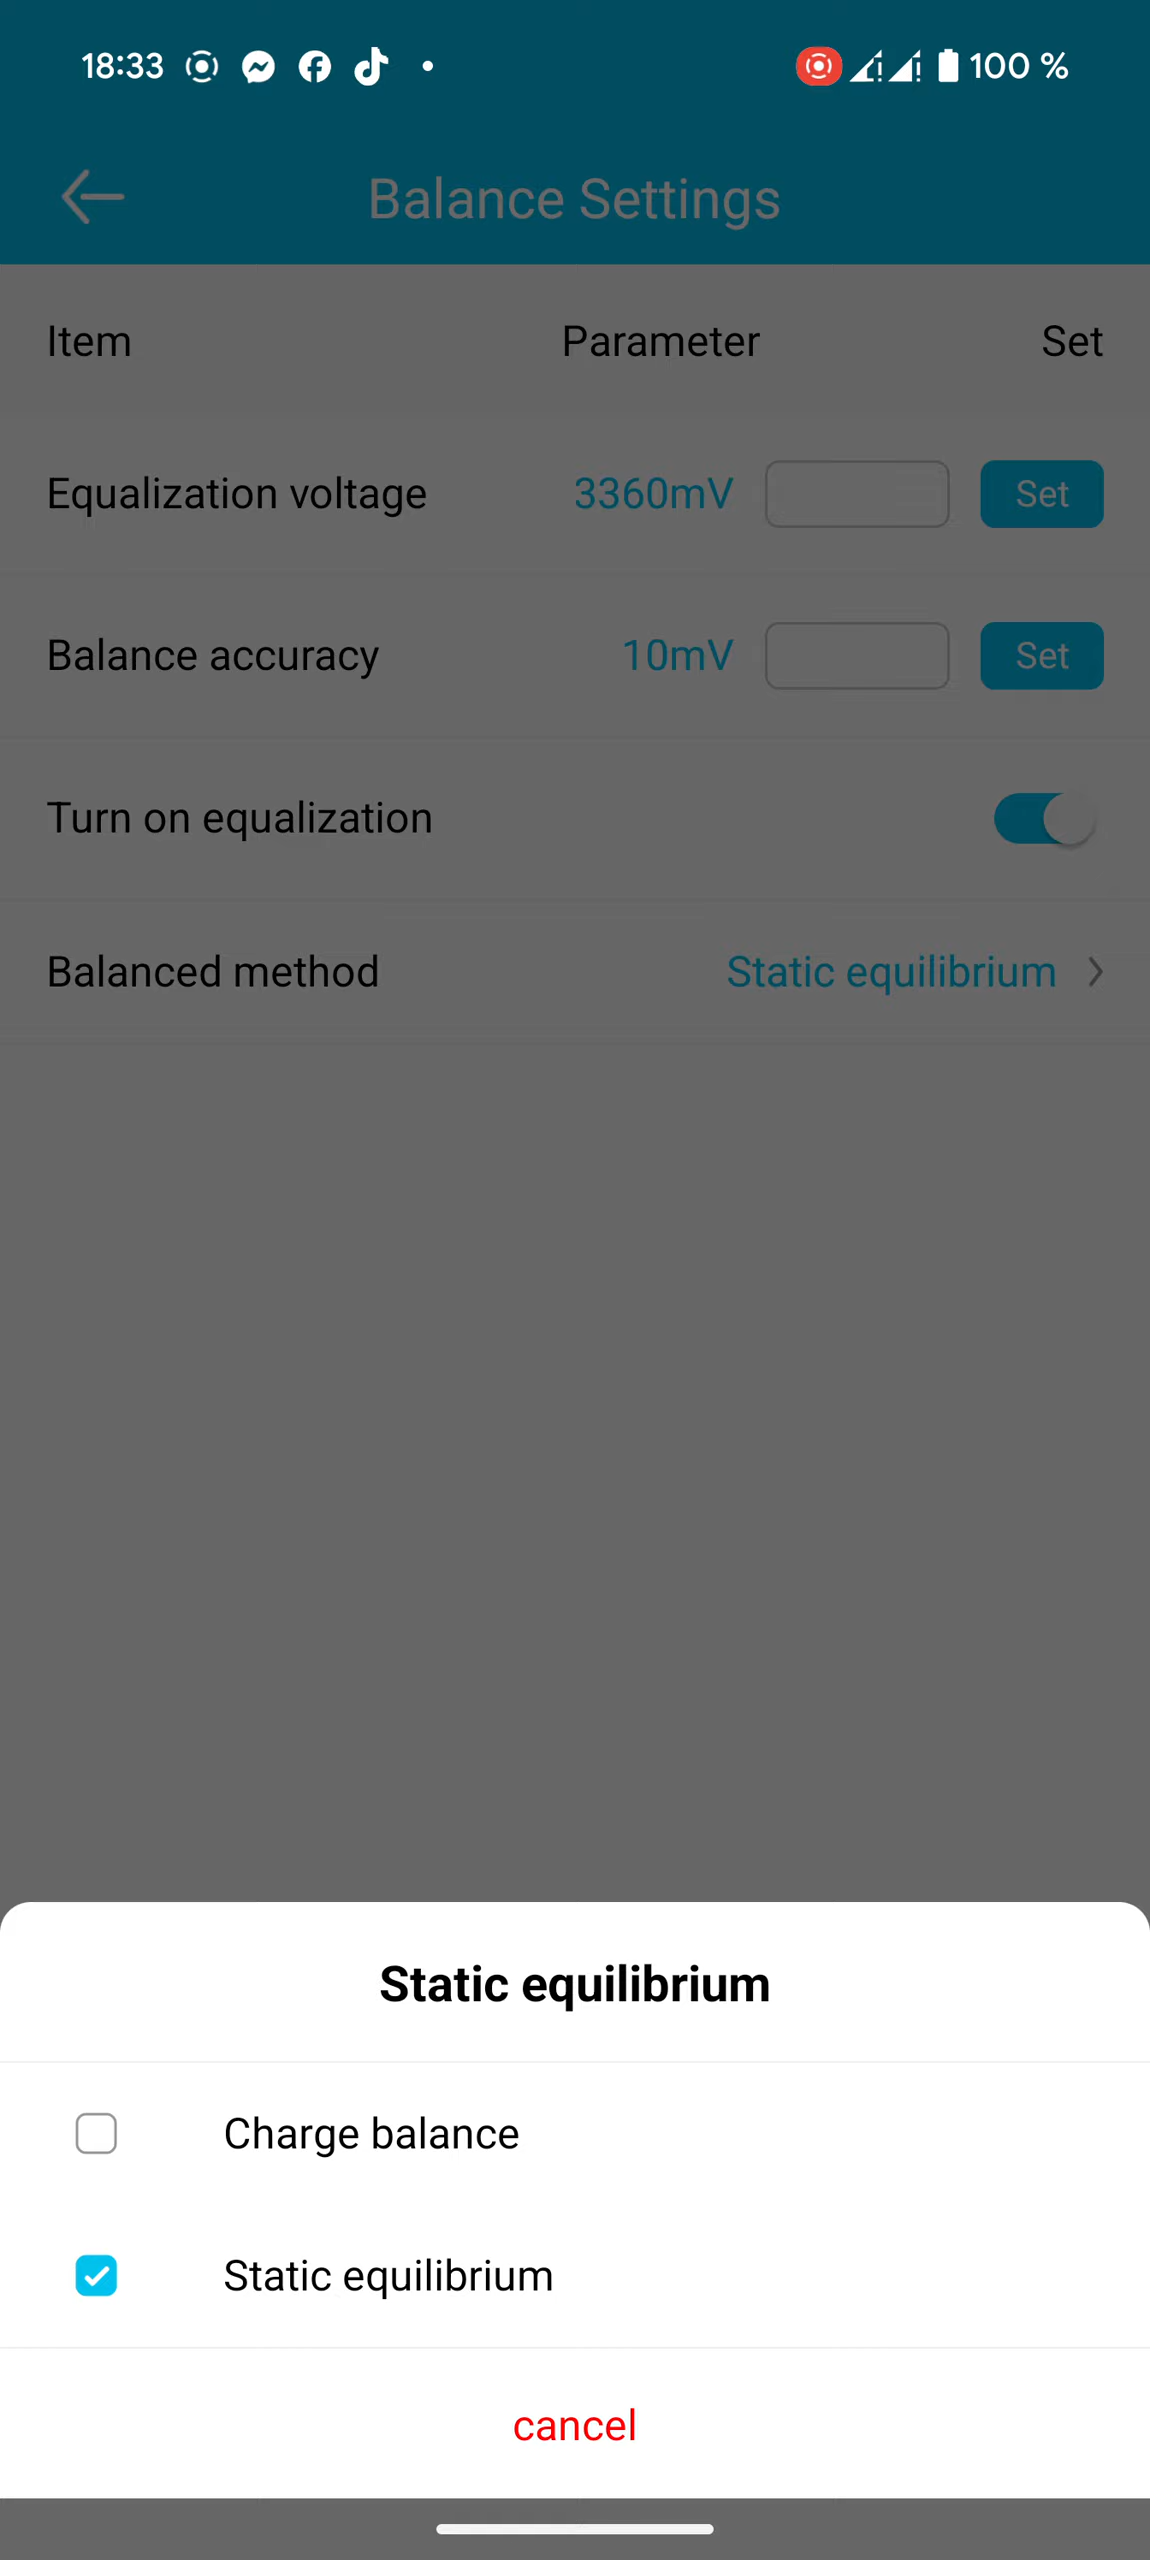 18:33 100 %
Balance Settings
Item Parameter Set
Equalization voltage 3360mV Set
Balance accuracy 10mV Set
Turn on equalization
Balanced method Static equilibrium
Static equilibrium
Charge balance
Static equilibrium
cancel